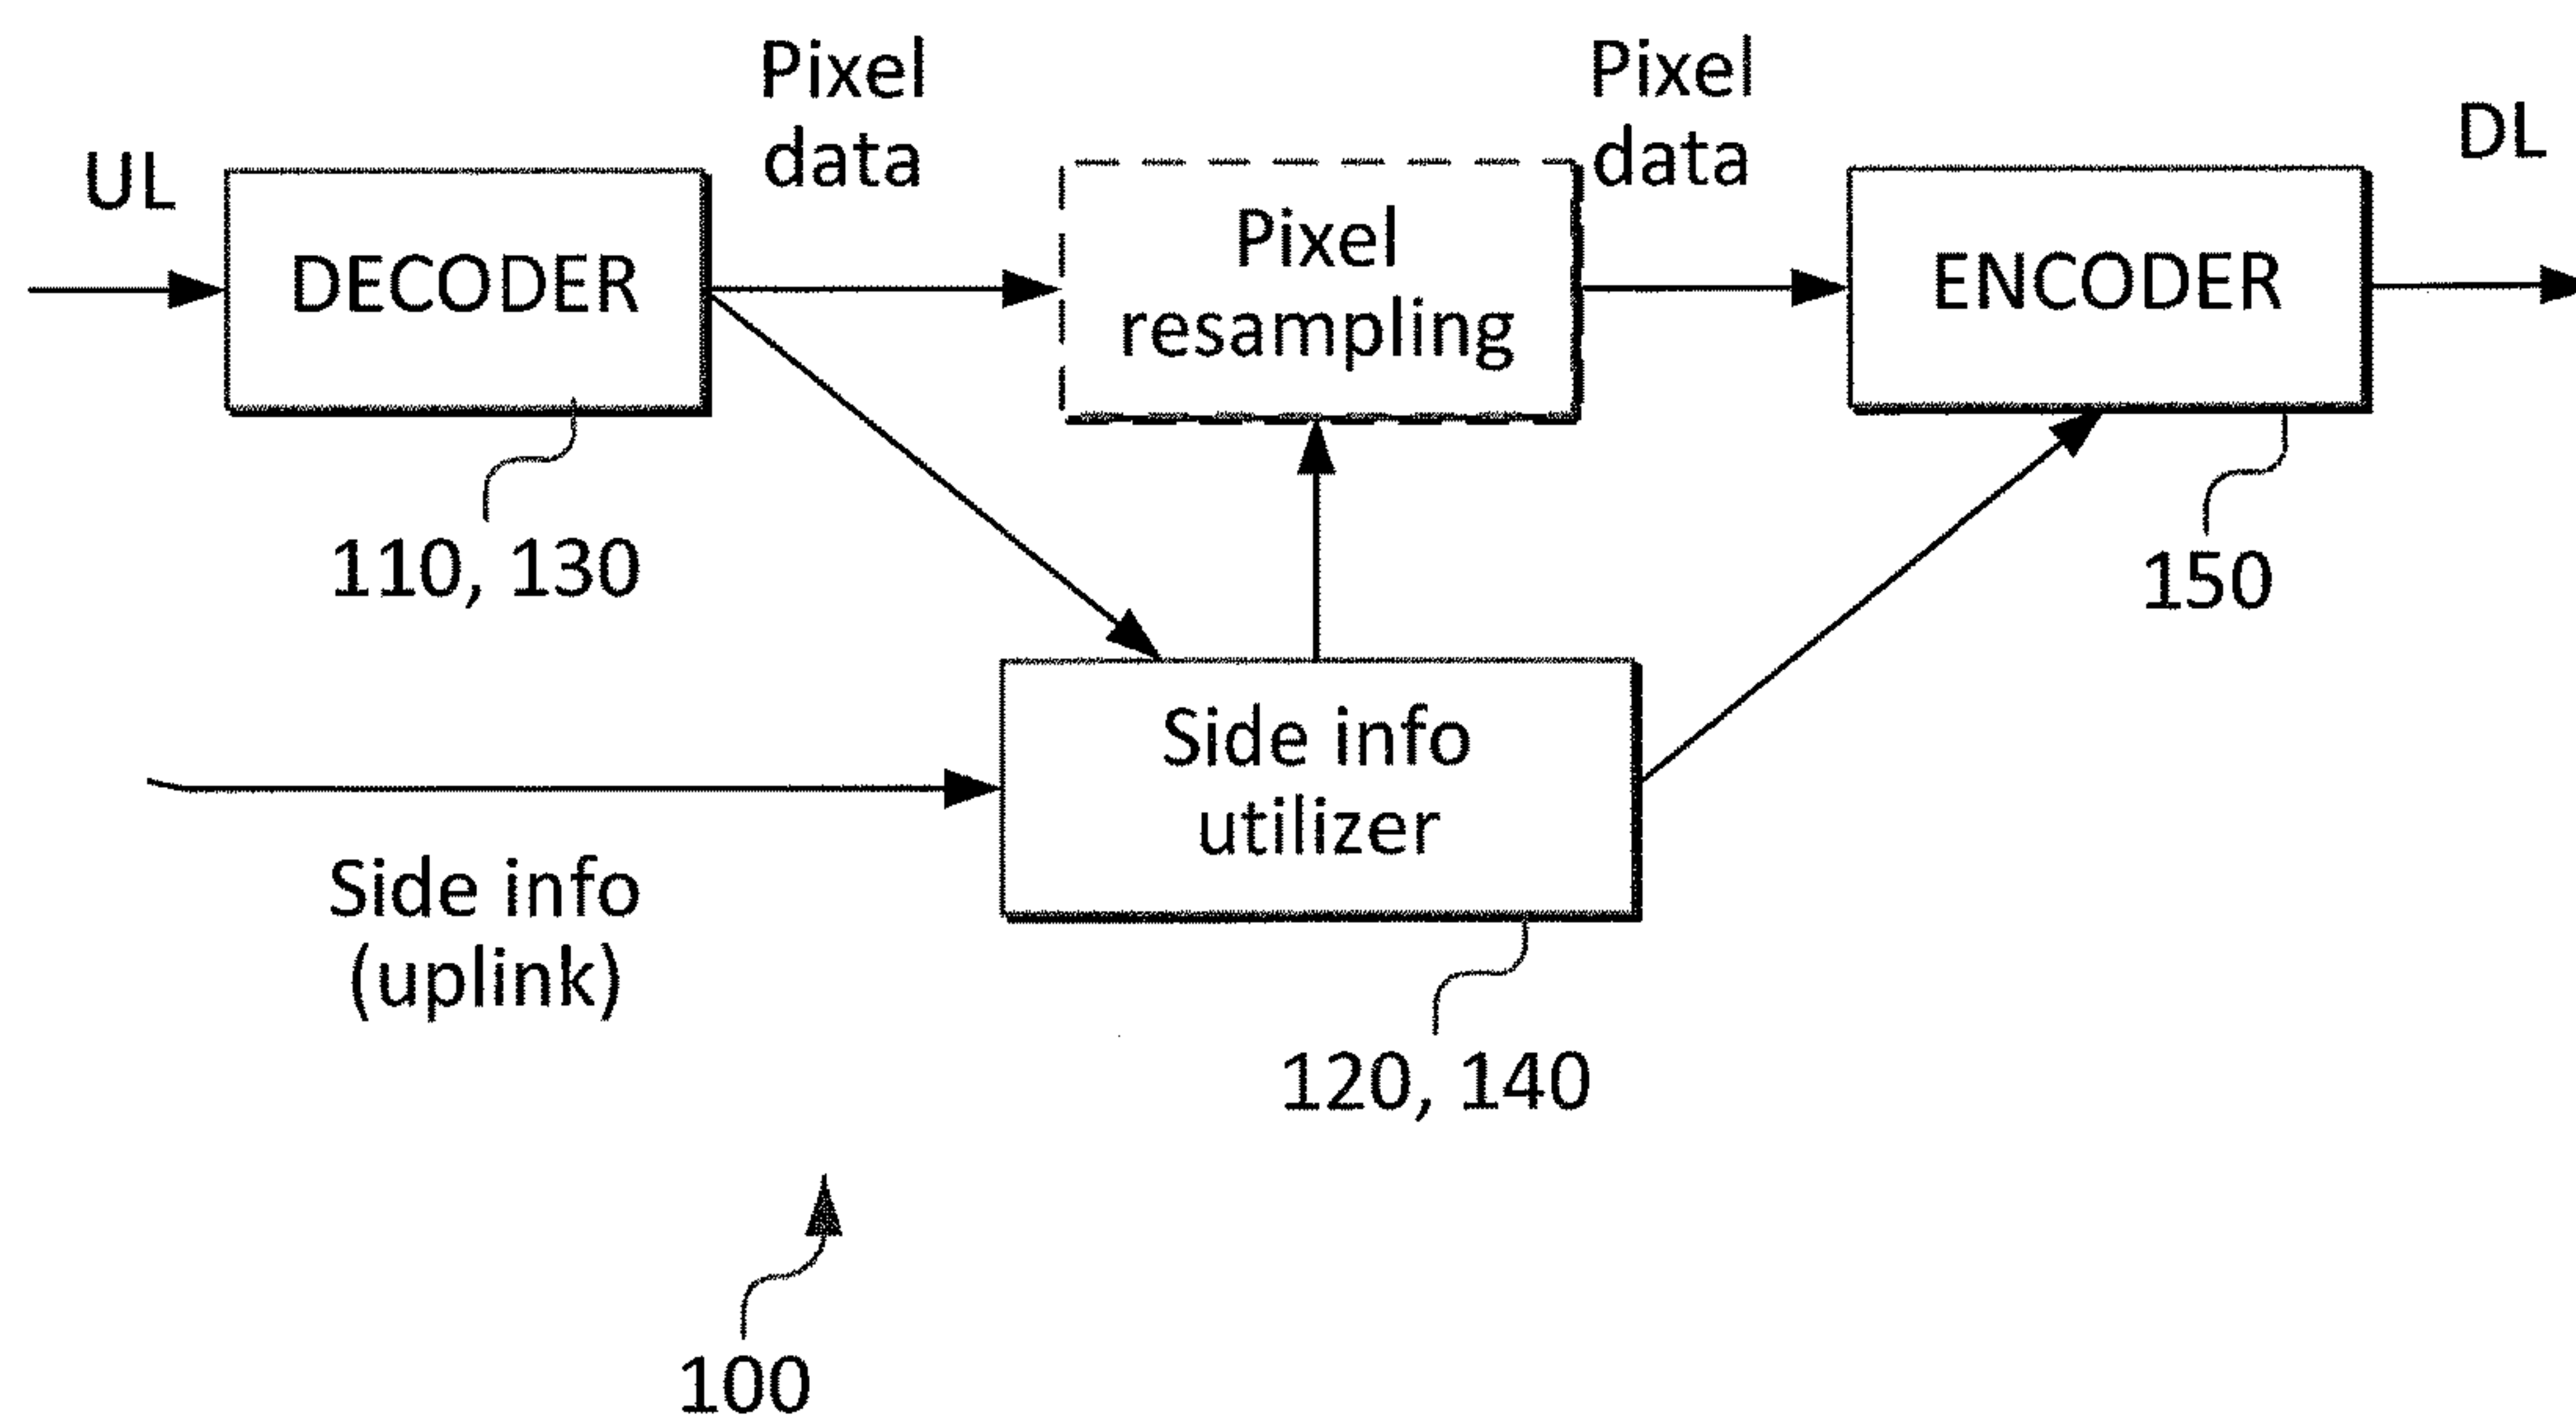 UL
DECODER
110, 130
Pixel
data
Pixel
resampling
Pixel
data
ENCODER
150
DL
Side info
(uplink)
Side info
utilizer
120, 140
100